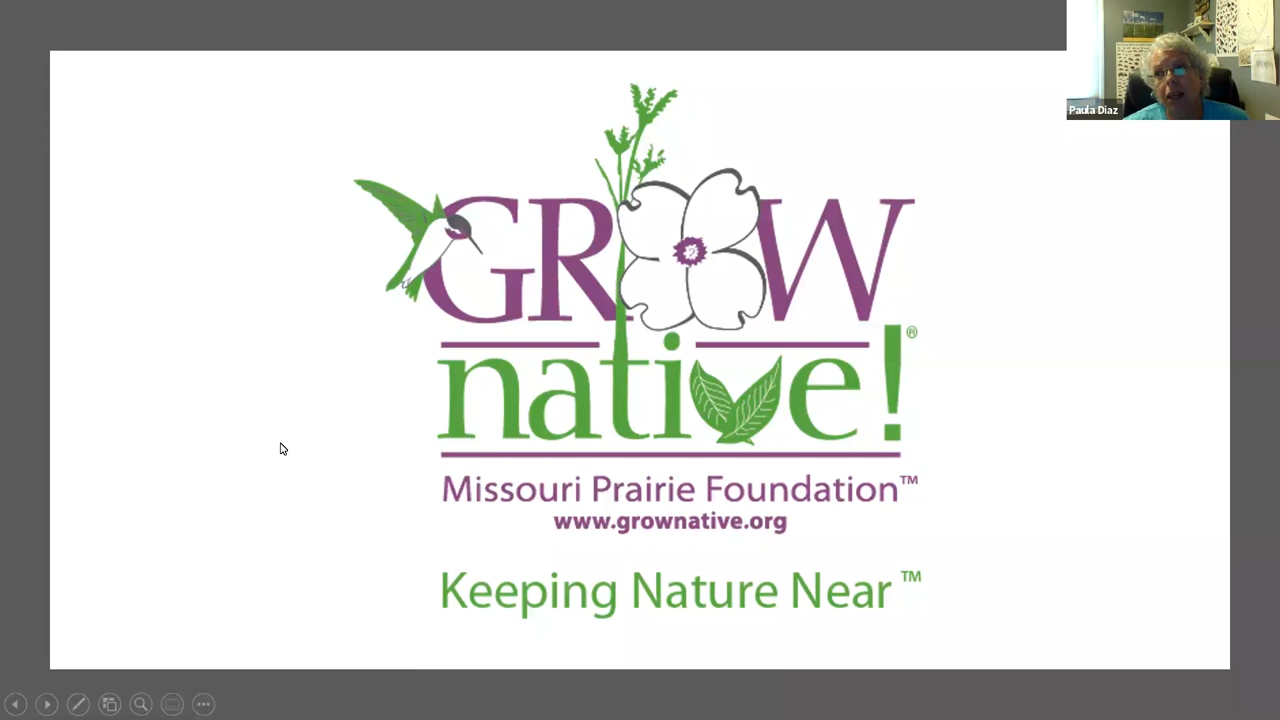 Paula Diaz
GROW
native!®
Missouri Prairie Foundation™
www.grownative.org
Keeping Nature Near™